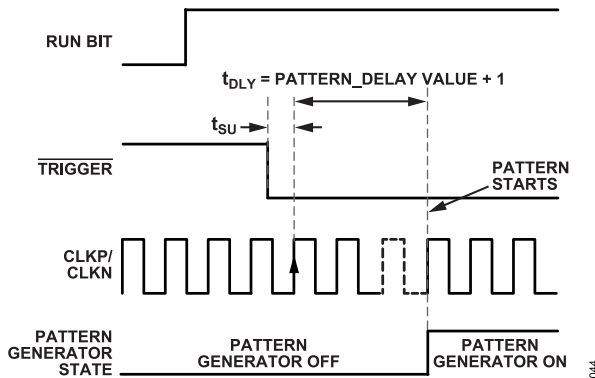 RUN BIT
tDLY = PATTERN_DELAY VALUE + 1
tSU
TRIGGER
PATTERN
STARTS
CLKP/
CLKN
PATTERN
GENERATOR
STATE
PATTERN
GENERATOR OFF
PATTERN
GENERATOR ON
044